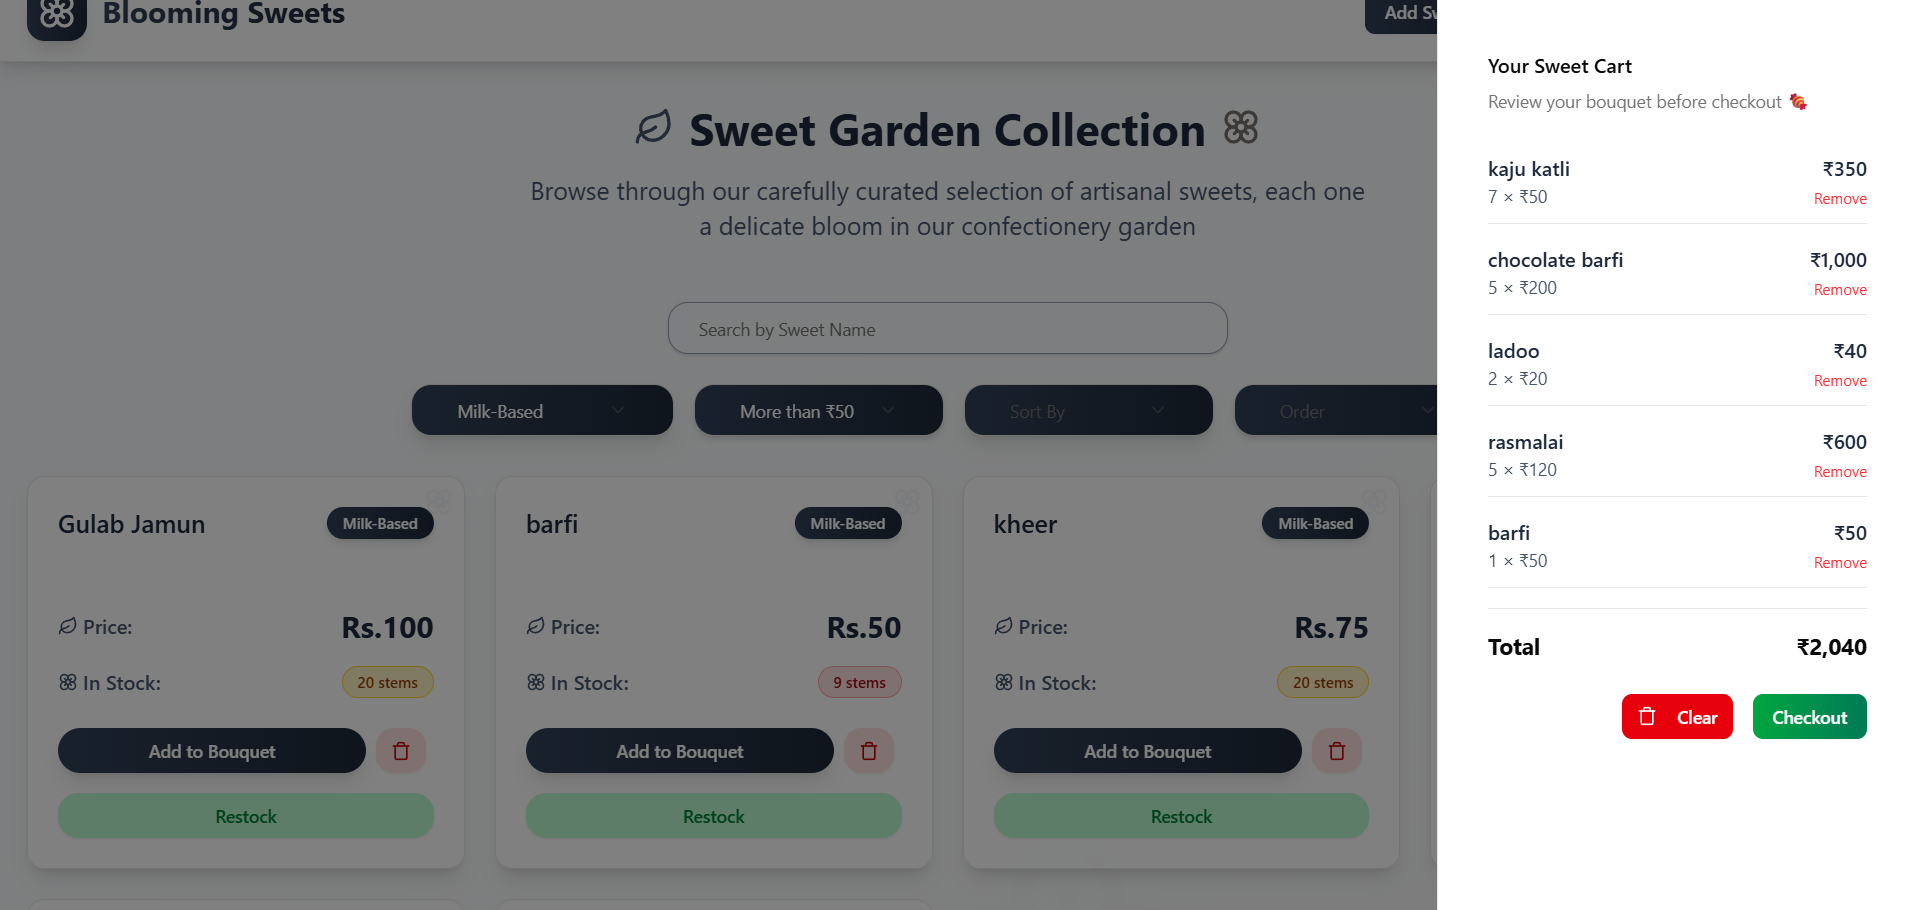 Blooming Sweets
Sweet Garden Collection
Browse through our carefully curated selection of artisanal sweets, each one
a delicate bloom in our confectionery garden
Search by Sweet Name
Milk-Based
More than ₹50
Sort By
Order
Gulab Jamun
Milk-Based
Price:
Rs.100
In Stock:
20 stems
Add to Bouquet
Restock
barfi
Milk-Based
Price:
Rs.50
In Stock:
9 stems
Add to Bouquet
Restock
kheer
Milk-Based
Price:
Rs.75
In Stock:
20 stems
Add to Bouquet
Restock
Add
Your Sweet Cart
Review your bouquet before checkout 🍬
kaju katli ₹350
7 × ₹50 Remove
chocolate barfi ₹1,000
5 × ₹200 Remove
ladoo ₹40
2 × ₹20 Remove
rasmalai ₹600
5 × ₹120 Remove
barfi ₹50
1 × ₹50 Remove
Total ₹2,040
Clear
Checkout